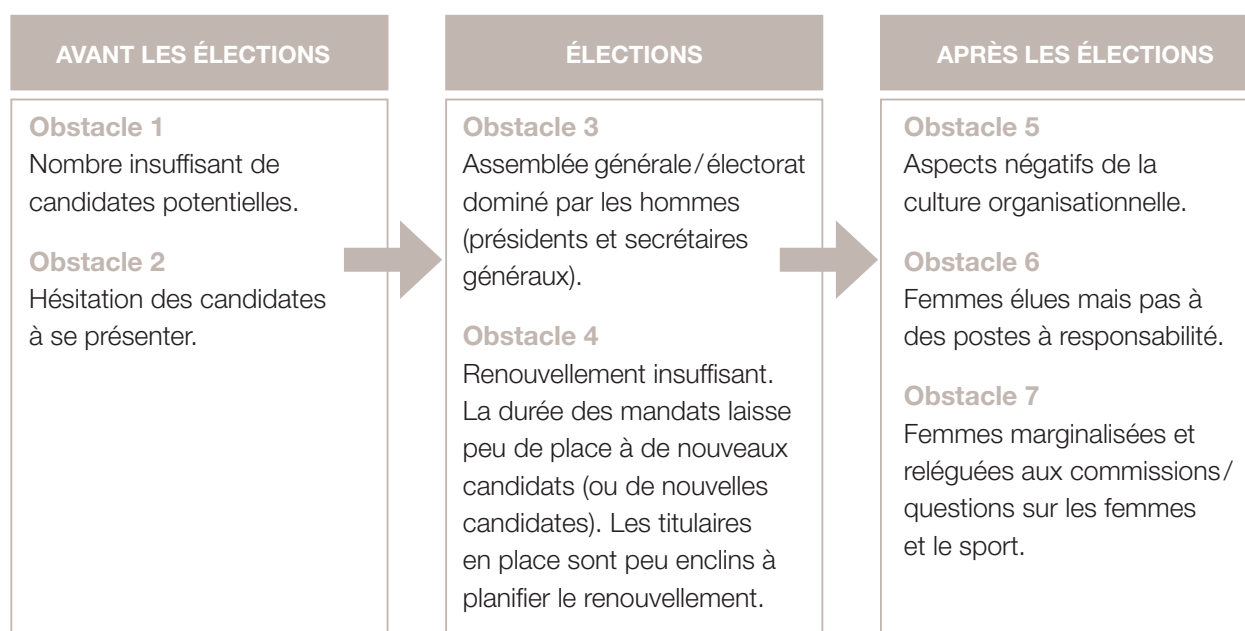 AVANT LES ÉLECTIONS
Obstacle 1
Nombre insuffisant de
candidates potentielles.
Obstacle 2
Hésitation des candidates
à se présenter.
ÉLECTIONS
Obstacle 3
Assemblée générale/électorat
dominé par les hommes
(présidents et secrétaires
généraux).
Obstacle 4
Renouvellement insuffisant.
La durée des mandats laisse
peu de place à de nouveaux
candidats (ou de nouvelles
candidates). Les titulaires
en place sont peu enclins à
planifier le renouvellement.
APRÈS LES ÉLECTIONS
Obstacle 5
Aspects négatifs de la
culture organisationnelle.
Obstacle 6
Femmes élues mais pas à
des postes à responsabilité.
Obstacle 7
Femmes marginalisées et
reléguées aux commissions/
questions sur les femmes
et le sport.